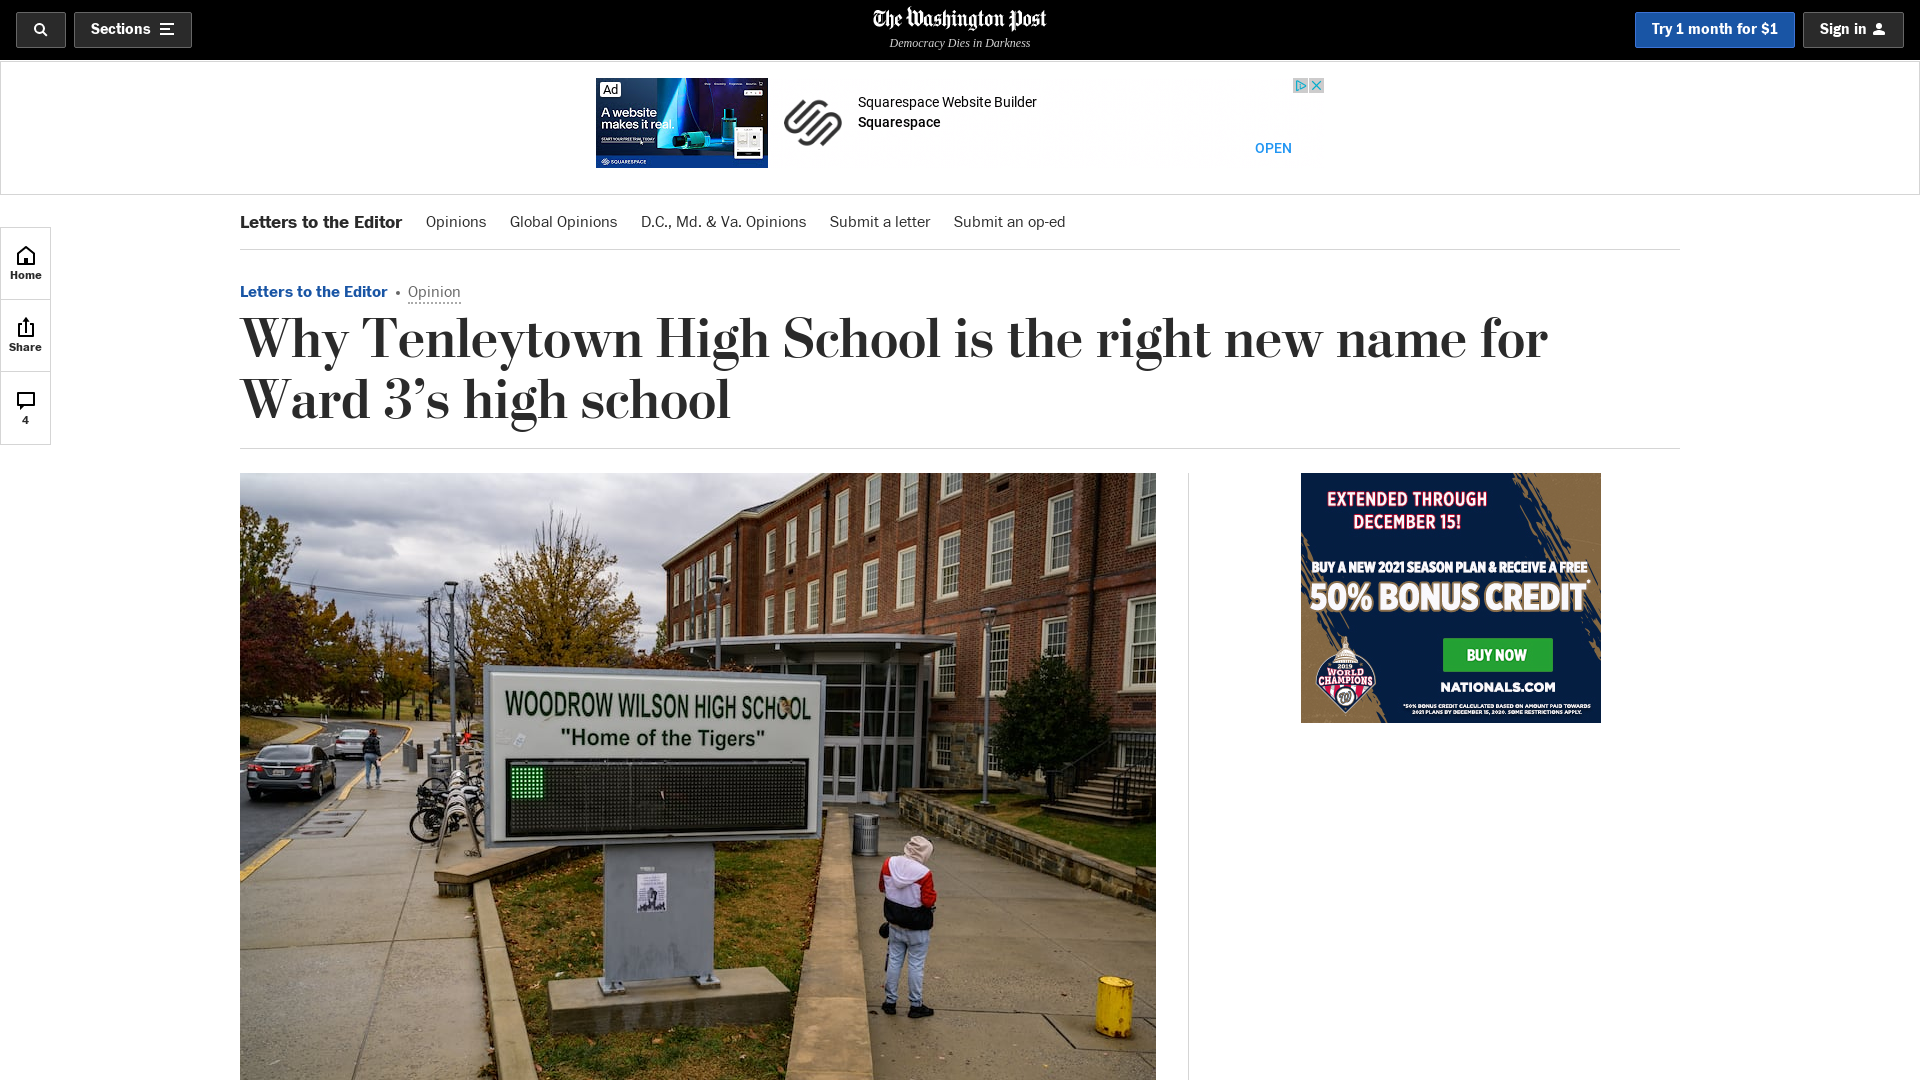 Sections
The Washington Post
Democracy Dies in Darkness
Try 1 month for $1
Sign in
Ad
A website
makes it real.
START YOUR FREE TRIAL TODAY
SQUARESPACE
Squarespace Website Builder
Squarespace
OPEN
Letters to the Editor Opinions Global Opinions D.C., Md. & Va. Opinions Submit a letter Submit an op-ed
Home
Share
4
Letters to the Editor • Opinion
Why Tenleytown High School is the right new name for
Ward 3’s high school
WOODROW WILSON HIGH SCHOOL
"Home of the Tigers"
EXTENDED THROUGH
DECEMBER 15!
BUY A NEW 2021 SEASON PLAN & RECEIVE A FREE
50% BONUS CREDIT*
BUY NOW
2019
WORLD
CHAMPIONS
W
NATIONALS.COM
*50% BONUS CREDIT CALCULATED BASED ON AMOUNT PAID TOWARDS
2021 PLANS BY DECEMBER 15, 2020. SOME RESTRICTIONS APPLY.